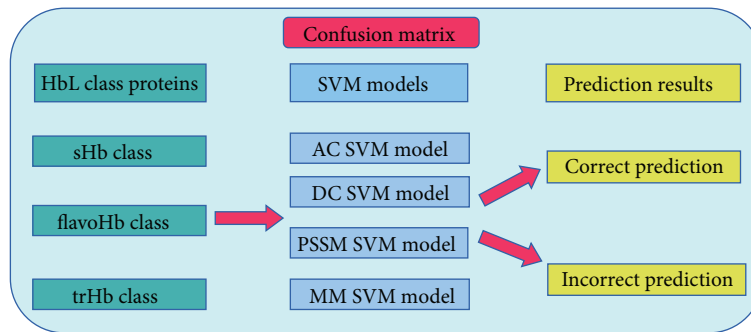 Confusion matrix
HbL class proteins
SVM models
Prediction results
sHb class
AC SVM model
Correct prediction
DC SVM model
flavoHb class
PSSM SVM model
Incorrect prediction
trHb class
MM SVM model